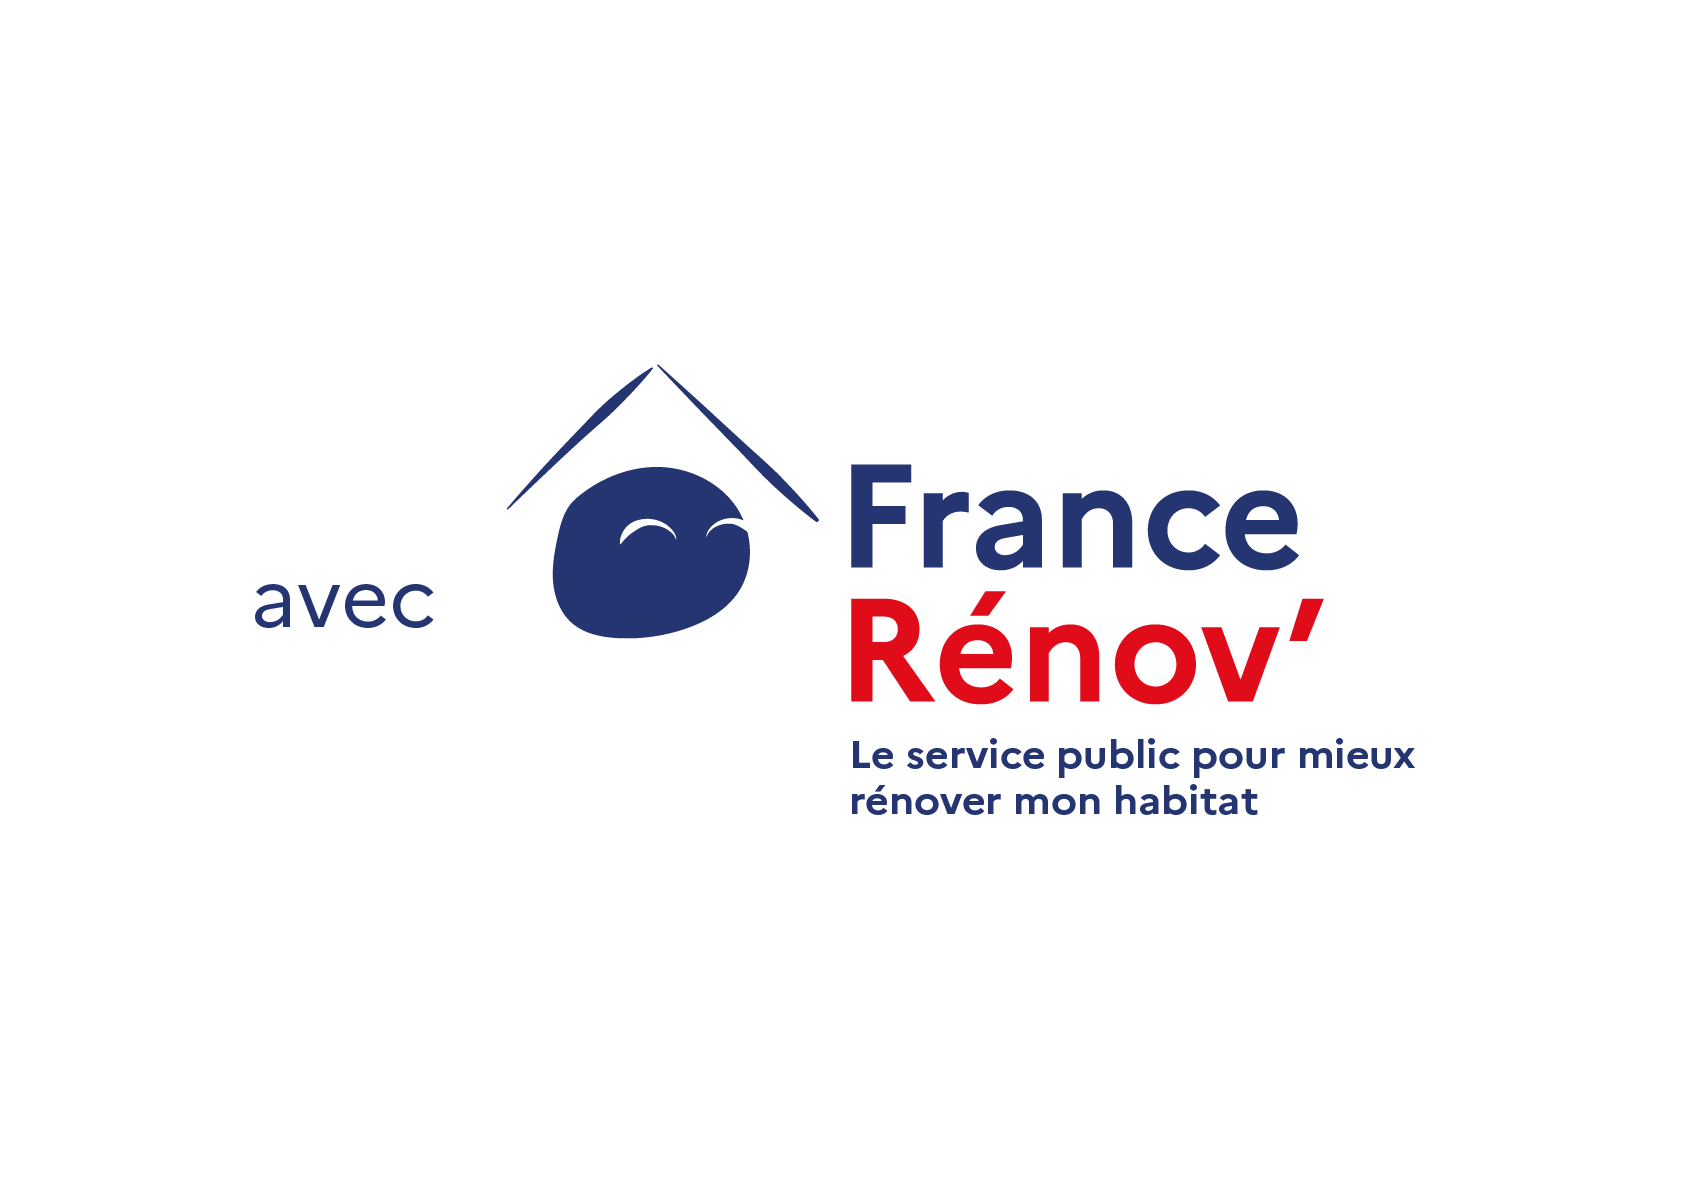 avec
France
Rénov’
Le service public pour mieux
rénover mon habitat